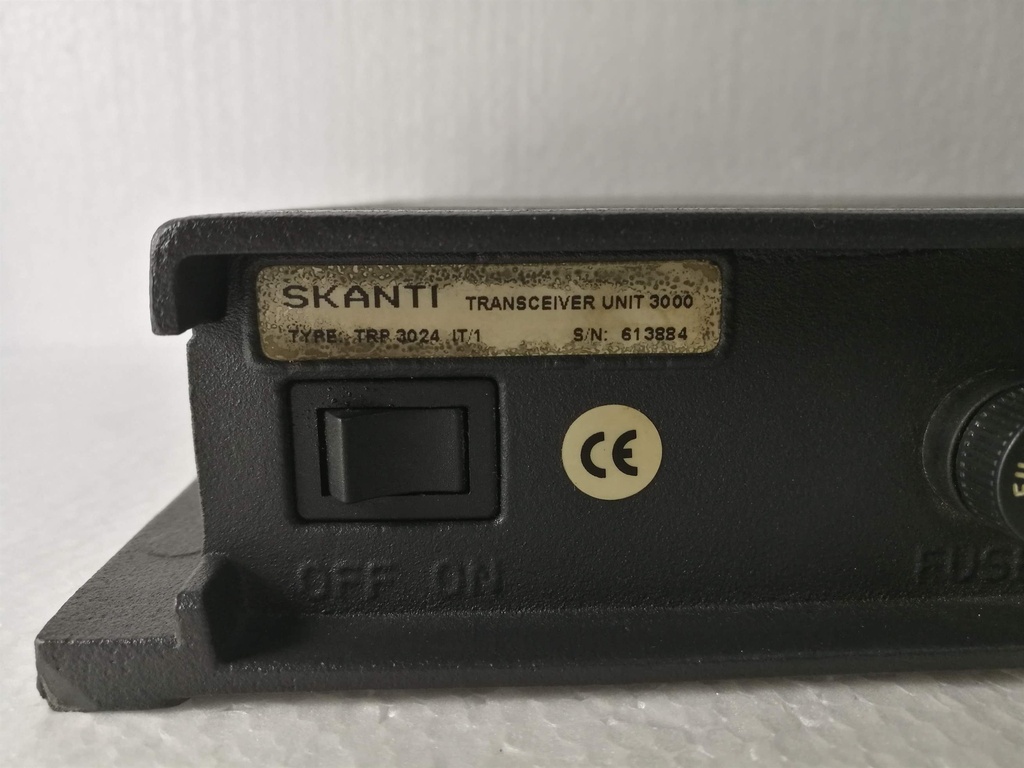 SKANTI TRANSCEIVER UNIT 3000
TYPE: TRP 3024 IT/1 S/N: 613884
CE
OFF ON
FUSE